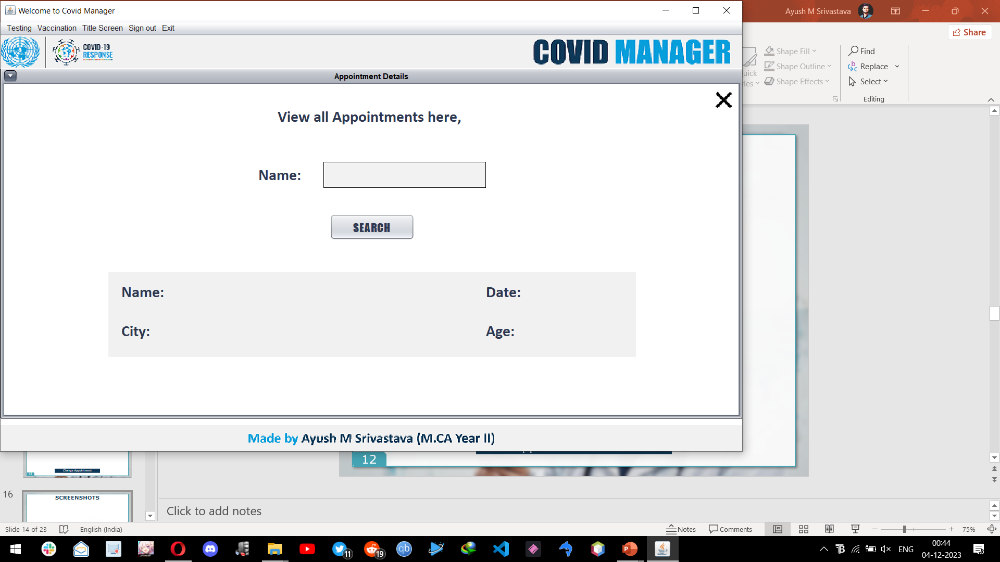 Welcome to Covid Manager
Testing Vaccination Title Screen Sign out Exit
COVID-19
RESPONSE
COVID MANAGER
Appointment Details
View all Appointments here,
Name:
SEARCH
Name:
Date:
City:
Age:
Made by Ayush M Srivastava (M.CA Year II)
Ayush M Srivastava
Share
Shape Fill
Shape Outline
Shape Effects
Find
Replace
Select
Editing
12
Change Appointment
16
SCREENSHOTS
Click to add notes
Slide 14 of 23
English (India)
Notes
Comments
75%
11
19
qb
ENG
00:44
04-12-2023